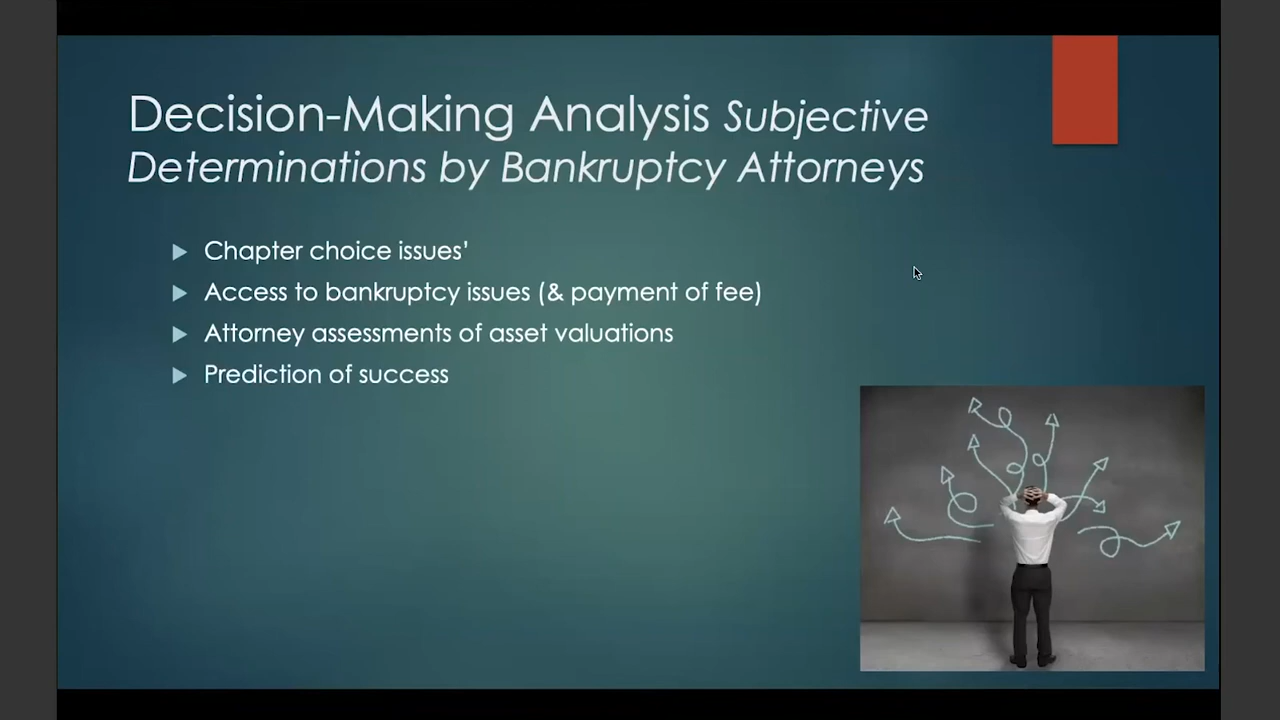 Decision-Making Analysis Subjective
Determinations by Bankruptcy Attorneys
Chapter choice issues’
Access to bankruptcy issues (& payment of fee)
Attorney assessments of asset valuations
Prediction of success